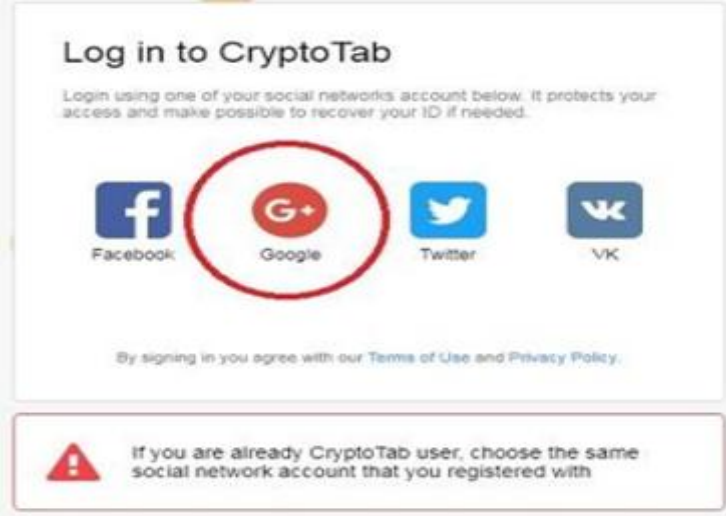 Log in to CryptoTab
Login using one of your social networks account below. It protects your
access and make possible to recover your ID if needed.
f G+ VK
Facebook Google Twitter VK
By signing in you agree with our Terms of Use and Privacy Policy.
If you are already CryptoTab user, choose the same
social network account that you registered with